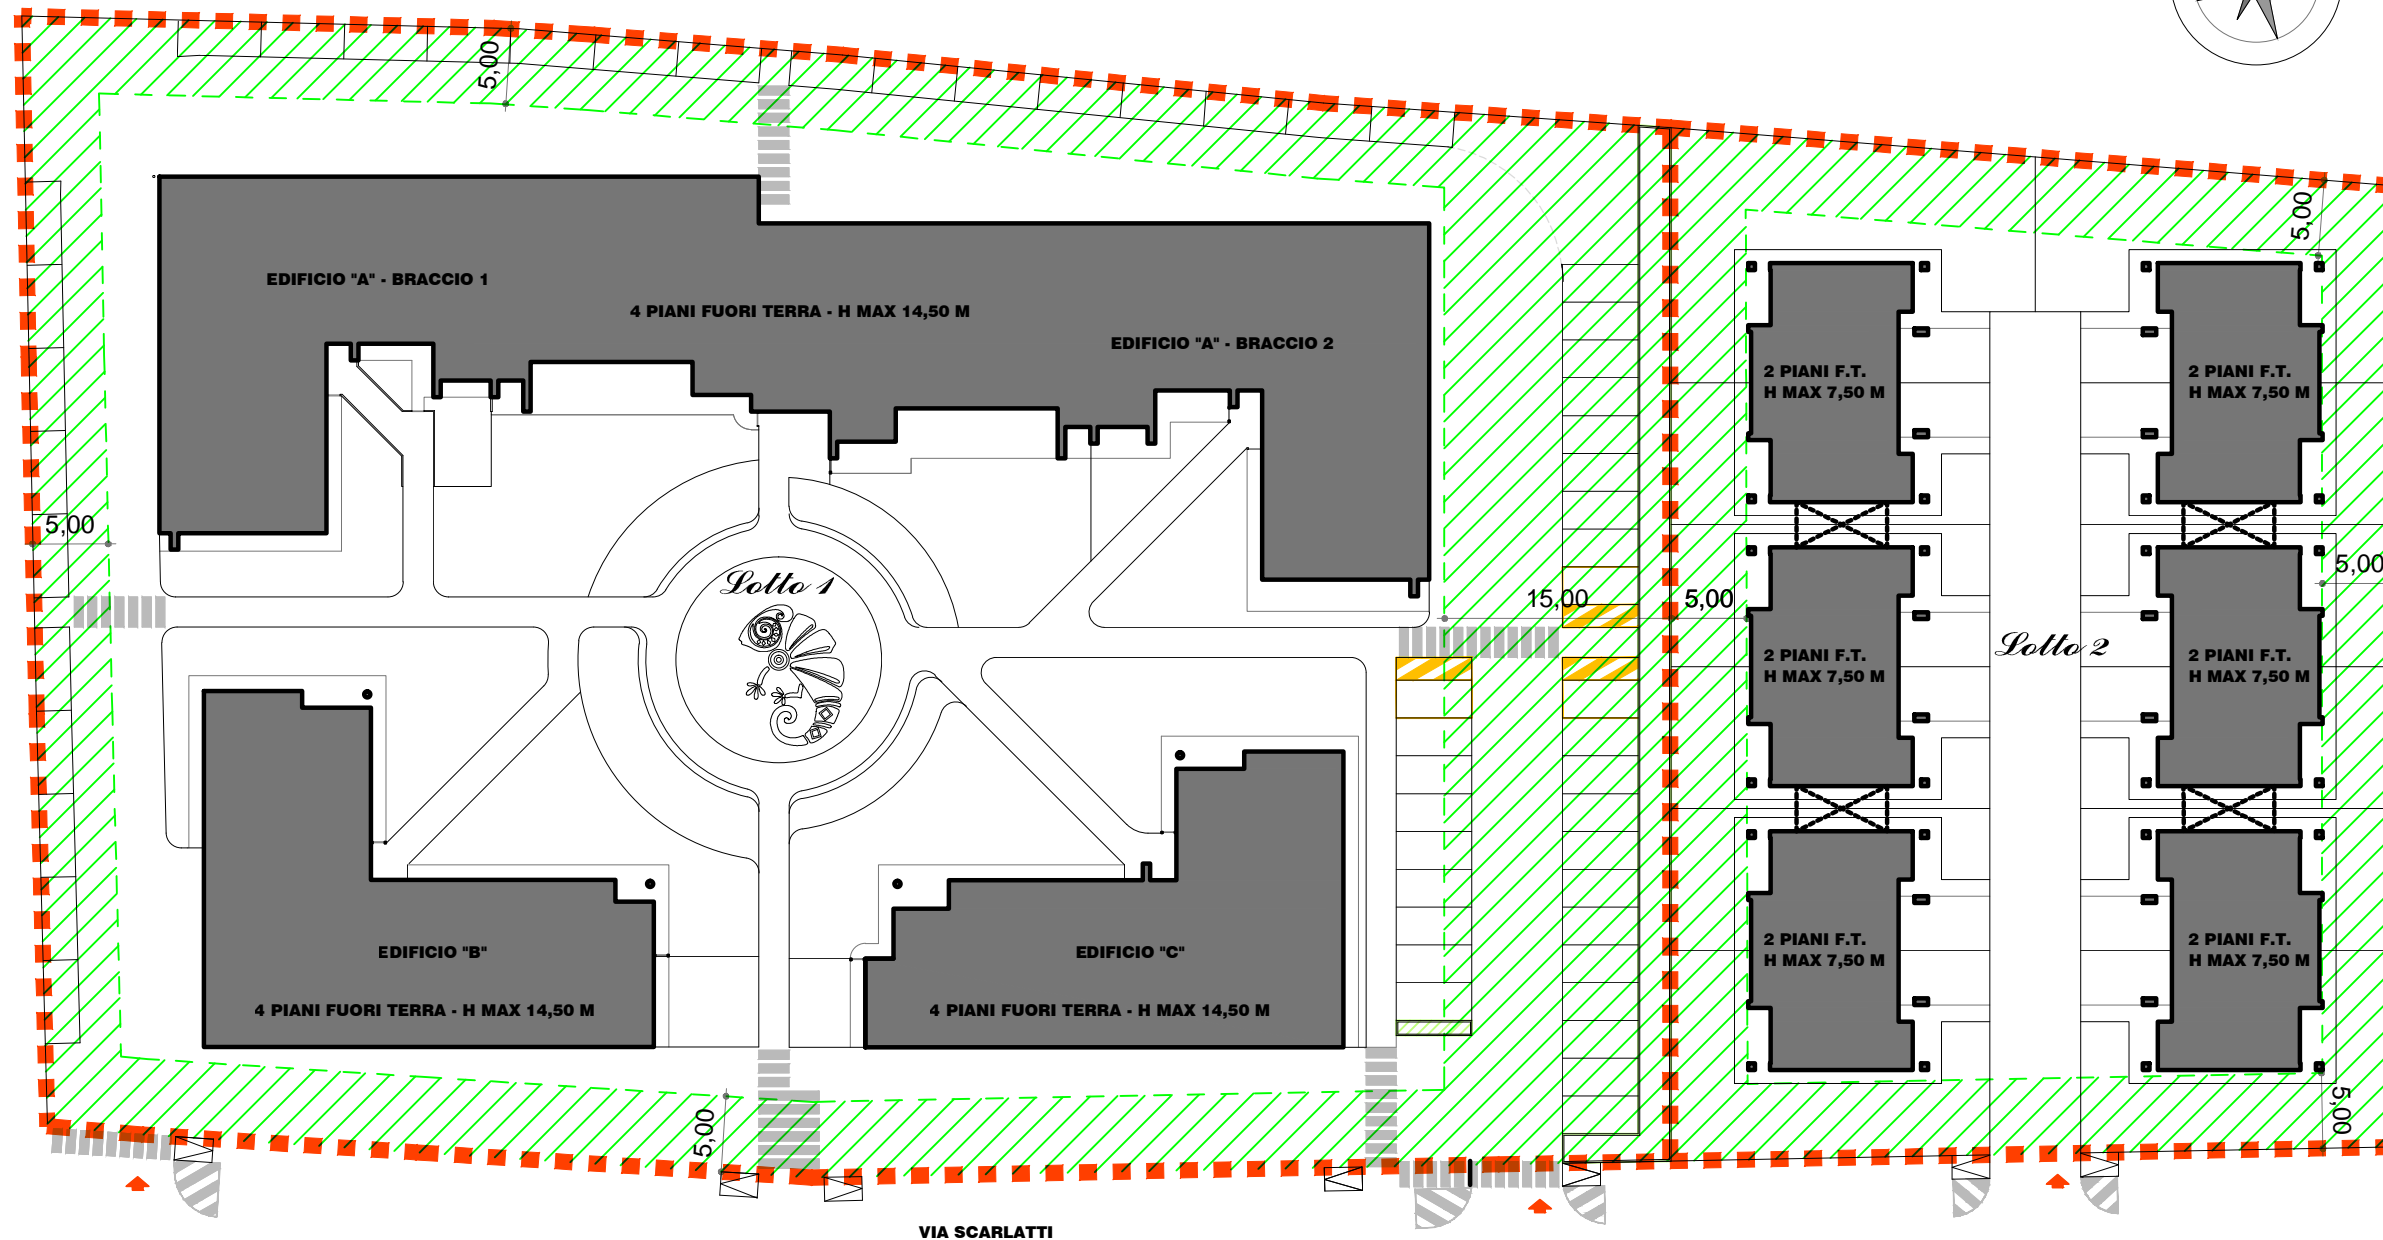 5,00
5,00
EDIFICIO "A" - BRACCIO 1
4 PIANI FUORI TERRA - H MAX 14,50 M
EDIFICIO "A" - BRACCIO 2
2 PIANI F.T.
H MAX 7,50 M
2 PIANI F.T.
H MAX 7,50 M
5,00
Lotto 1
15,00
5,00
5,00
Lotto 2
2 PIANI F.T.
H MAX 7,50 M
2 PIANI F.T.
H MAX 7,50 M
EDIFICIO "B"
EDIFICIO "C"
2 PIANI F.T.
H MAX 7,50 M
2 PIANI F.T.
H MAX 7,50 M
4 PIANI FUORI TERRA - H MAX 14,50 M
4 PIANI FUORI TERRA - H MAX 14,50 M
5,00
5,00
VIA SCARLATTI